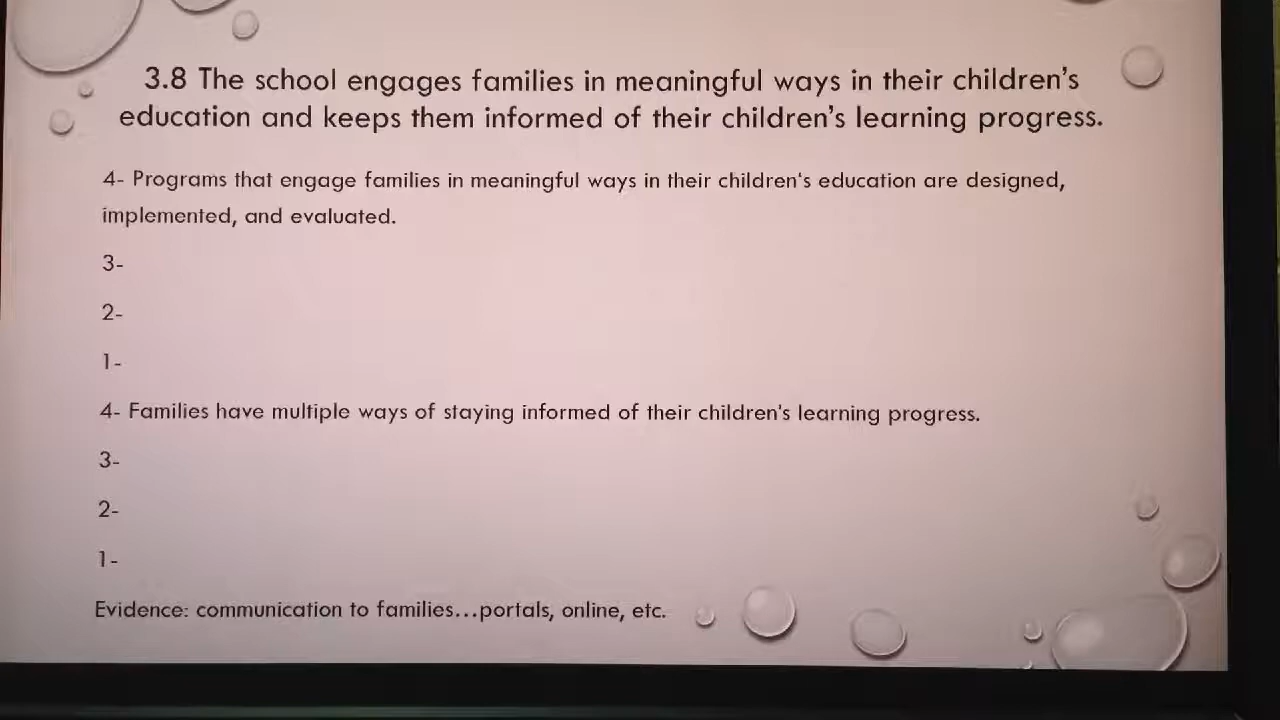 3.8 The school engages families in meaningful ways in their children's
education and keeps them informed of their children's learning progress.
4- Programs that engage families in meaningful ways in their children's education are designed,
implemented, and evaluated.
3-
2-
1-
4- Families have multiple ways of staying informed of their children's learning progress.
3-
2-
1-
Evidence: communication to families...portals, online, etc.